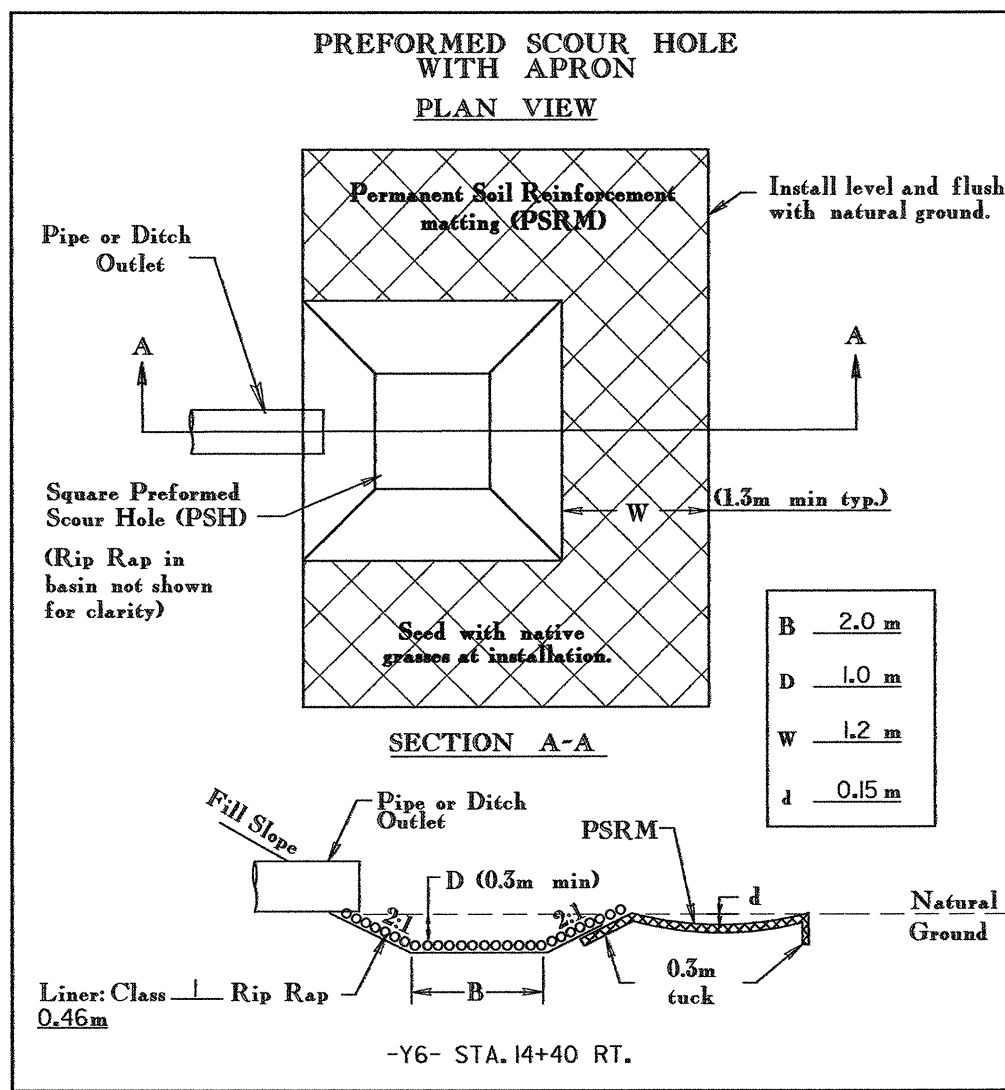 PREFORMED SCOUR HOLE
WITH APRON
PLAN VIEW
Permanent Soil Reinforcement
matting (PSRM)
Install level and flush
with natural ground.
Pipe or Ditch
Outlet
A
A
Square Preformed
Scour Hole (PSH)
(Rip Rap in
basin not shown
for clarity)
W
(1.3m min typ.)
Seed with native
grasses at installation.
B 2.0 m
D 1.0 m
W 1.2 m
d 0.15 m
SECTION A-A
Fill Slope
Pipe or Ditch
Outlet
PSRM
D (0.3m min)
d
2:1
2:1
Natural
Ground
Liner: Class 1 Rip Rap
0.46m
B
0.3m
tuck
-Y6- STA. 14+40 RT.